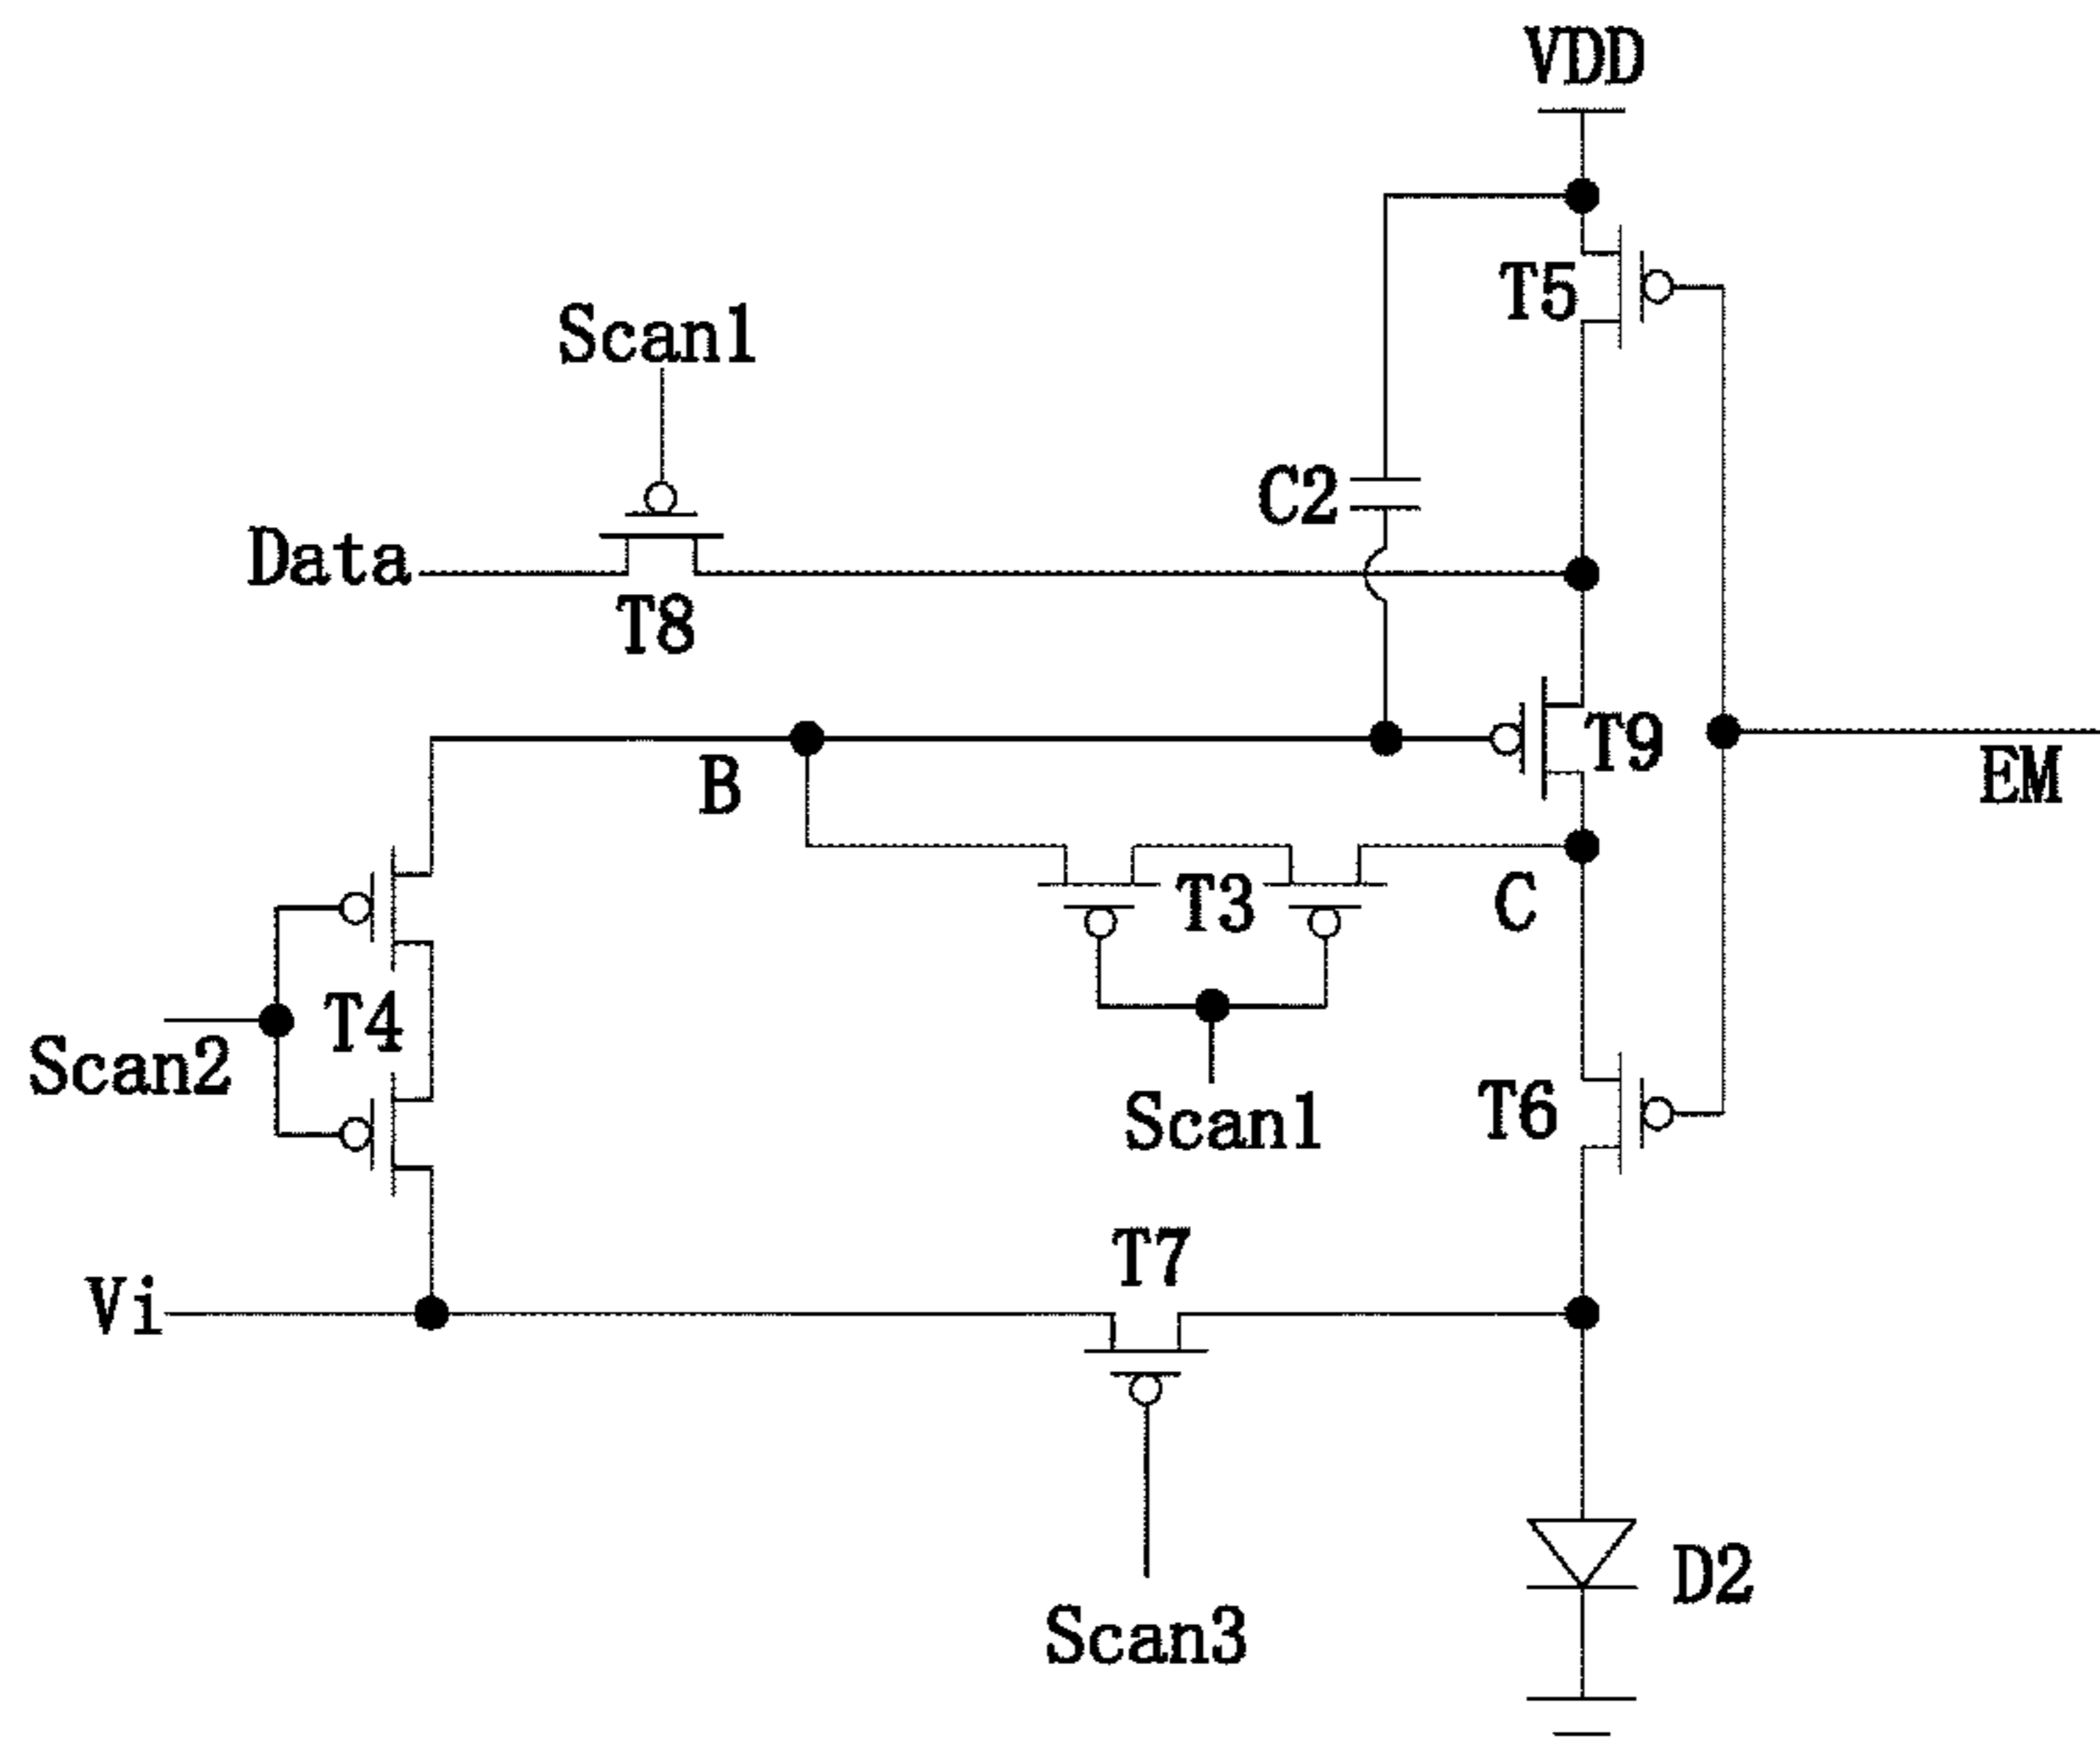 VDD
T5
Scan1
C2
Data
T8
T9
B
EM
T3
C
T4
Scan2
Scan1
T6
T7
Vi
D2
Scan3